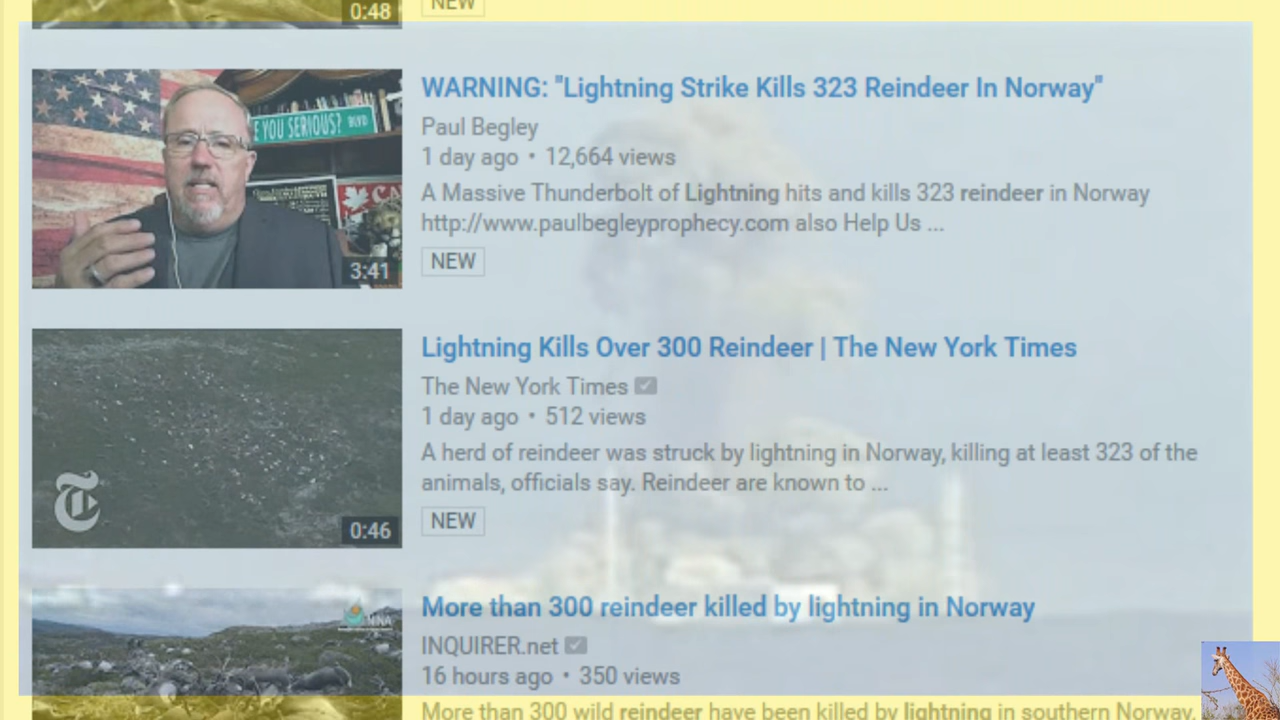 0:48
NEW
E YOU SERIOUS? BLVD
3:41
WARNING: "Lightning Strike Kills 323 Reindeer In Norway"
Paul Begley
1 day ago • 12,664 views
A Massive Thunderbolt of Lightning hits and kills 323 reindeer in Norway
http://www.paulbegleyprophecy.com also Help Us ...
NEW
0:46
Lightning Kills Over 300 Reindeer | The New York Times
The New York Times
1 day ago • 512 views
A herd of reindeer was struck by lightning in Norway, killing at least 323 of the
animals, officials say. Reindeer are known to ...
NEW
More than 300 reindeer killed by lightning in Norway
INQUIRER.net
16 hours ago • 350 views
More than 300 wild reindeer have been killed by lightning in southern Norway,